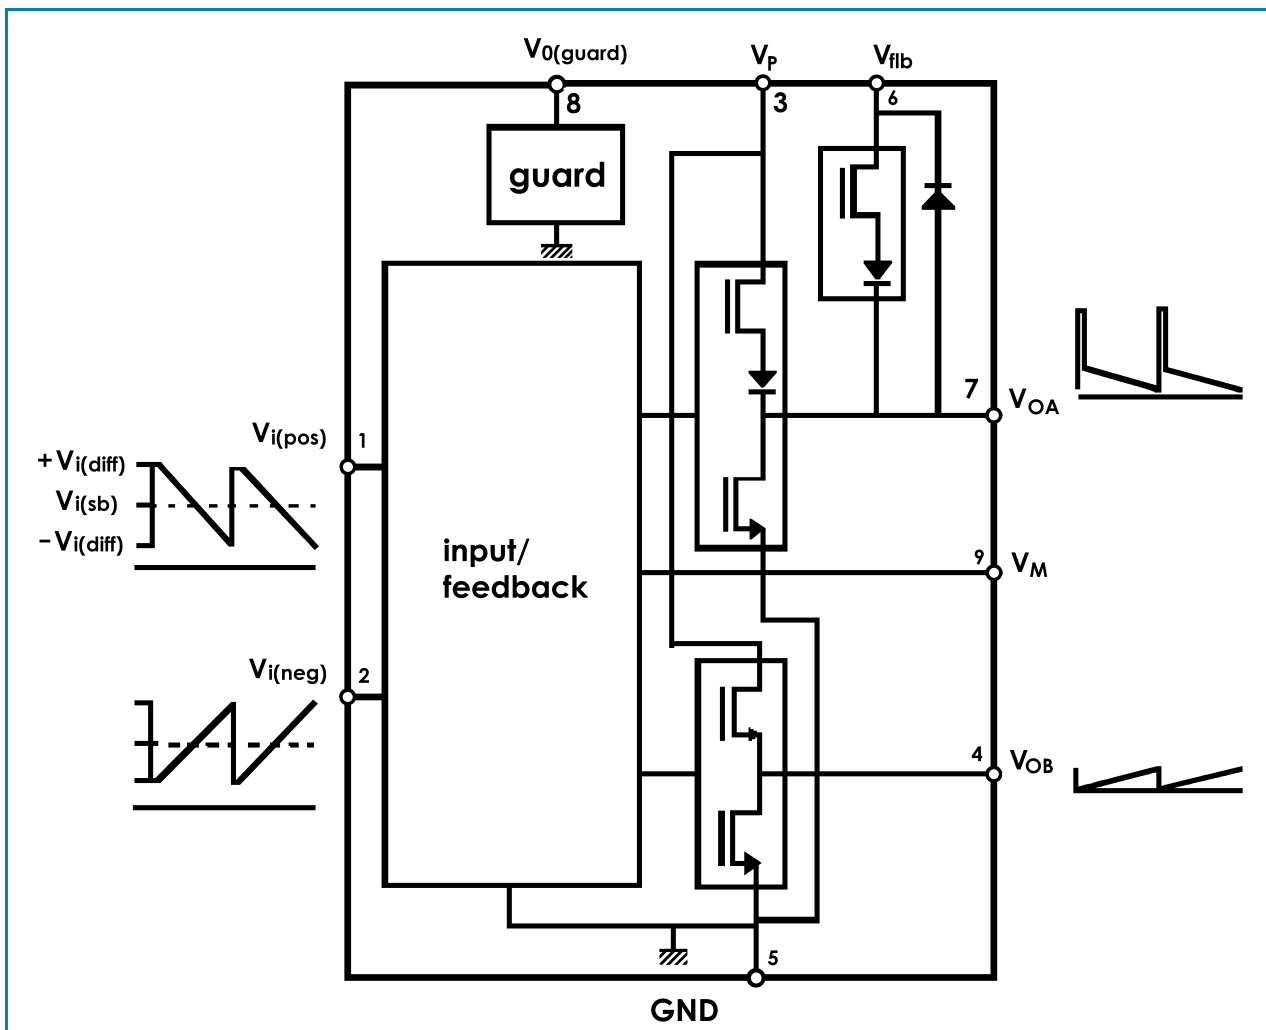 V0(guard)
VP
Vflb
8
3
6
guard
7
VOA
Vi(pos)
1
+Vi(diff)
Vi(sb)
−Vi(diff)
input/
feedback
9
VM
Vi(neg)
2
4
VOB
5
GND